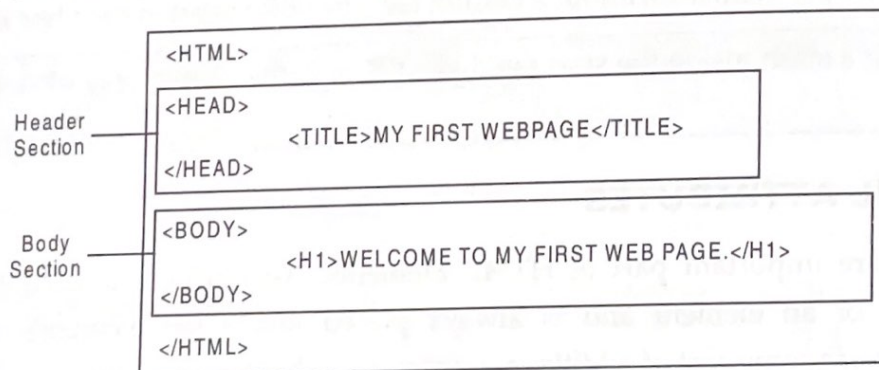 <HTML>
<HEAD>
Header
Section
<TITLE>MY FIRST WEBPAGE</TITLE>
</HEAD>
<BODY>
Body
Section
<H1>WELCOME TO MY FIRST WEB PAGE.</H1>
</BODY>
</HTML>